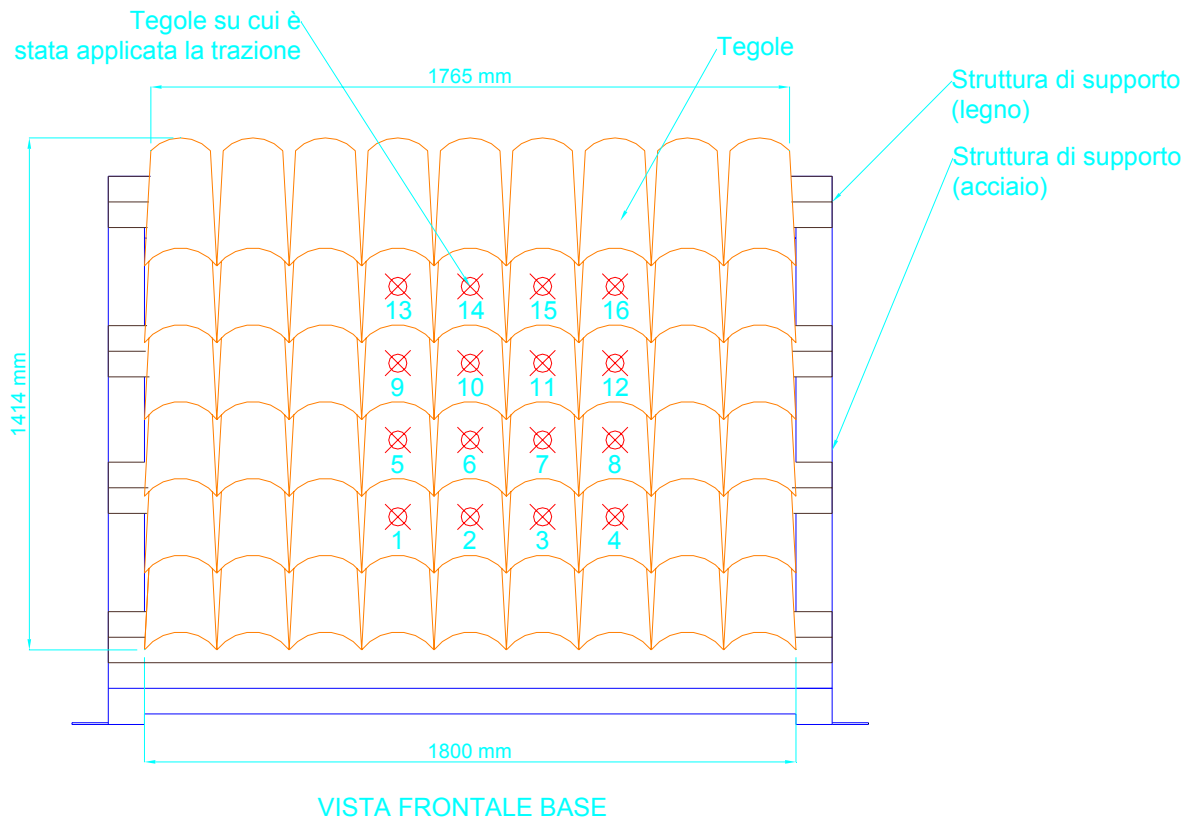 Tegole su cui è
stata applicata la trazione
Tegole
1765 mm
Struttura di supporto
(legno)
Struttura di supporto
(acciaio)
13 14 15 16
9 10 11 12
1414 mm
5 6 7 8
1 2 3 4
1800 mm
VISTA FRONTALE BASE